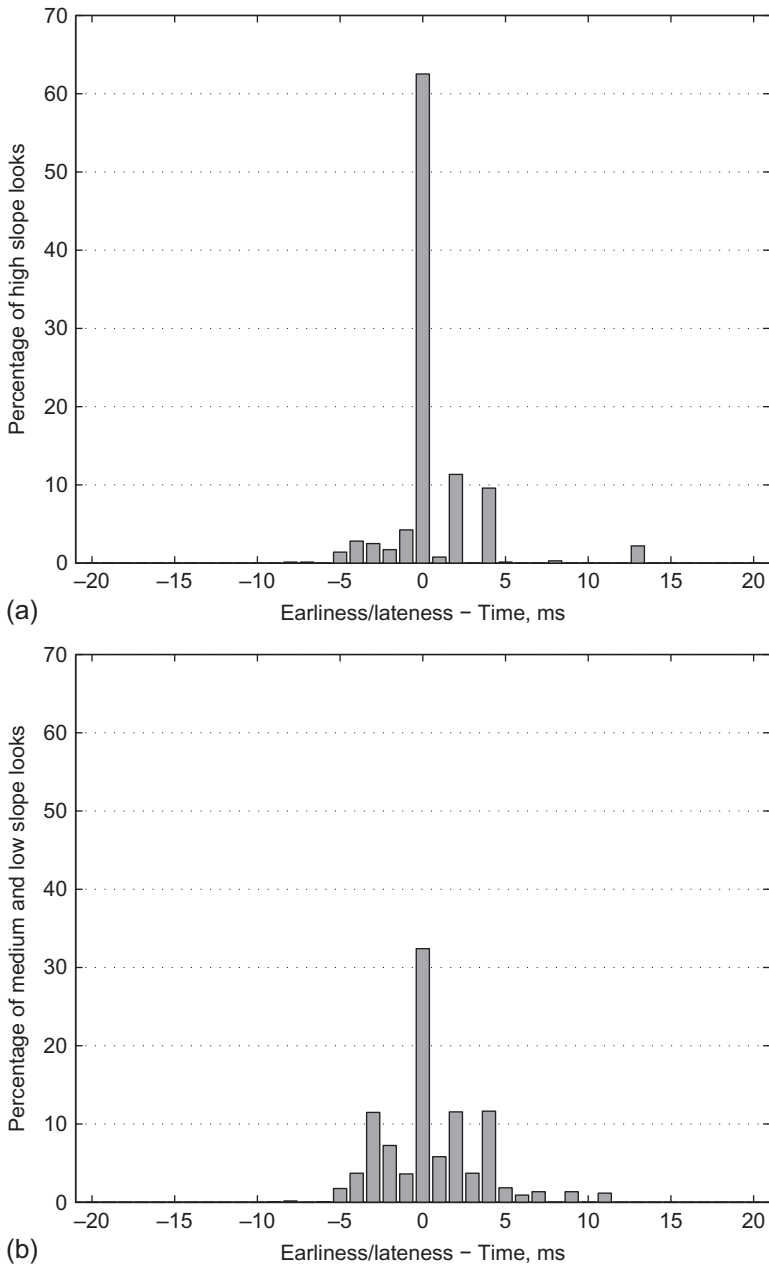 70
60
50
40
30
20
10
0
Percentage of high slope looks
–20 –15 –10 –5 0 5 10 15 20
(a) Earliness/lateness − Time, ms
70
60
50
40
30
20
10
0
Percentage of medium and low slope looks
–20 –15 –10 –5 0 5 10 15 20
(b) Earliness/lateness − Time, ms